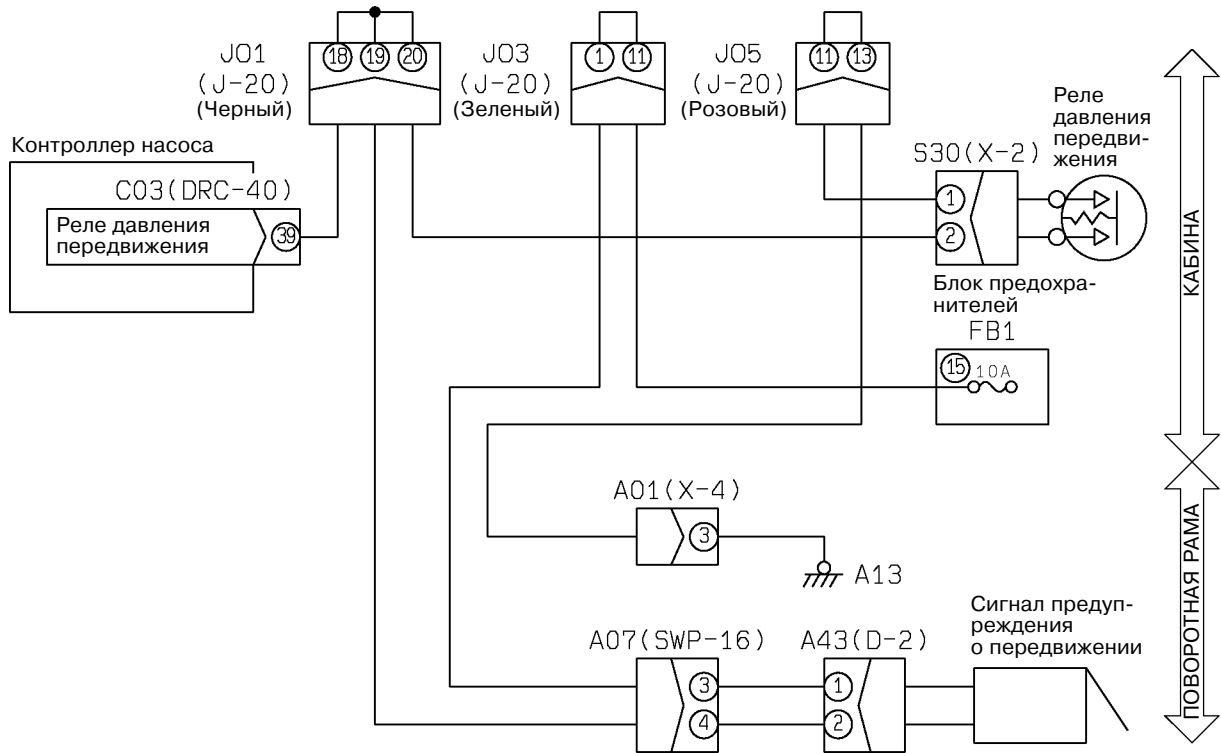 J01
(J-20)
(Черный)
18 19 20
J03
(J-20)
(Зеленый)
1 11
J05
(J-20)
(Розовый)
11 13
Реле
давления
передви-
жения
S30(X-2)
1
2
Контроллер насоса
C03(DRC-40)
Реле давления
передвижения
39
Блок предохра-
нителей
FB1
15 10A
КАБИНА
A01(X-4)
3
A13
ПОВОРОТНАЯ РАМА
A07(SWP-16)
3
4
A43(D-2)
1
2
Сигнал предуп-
реждения
о передвижении